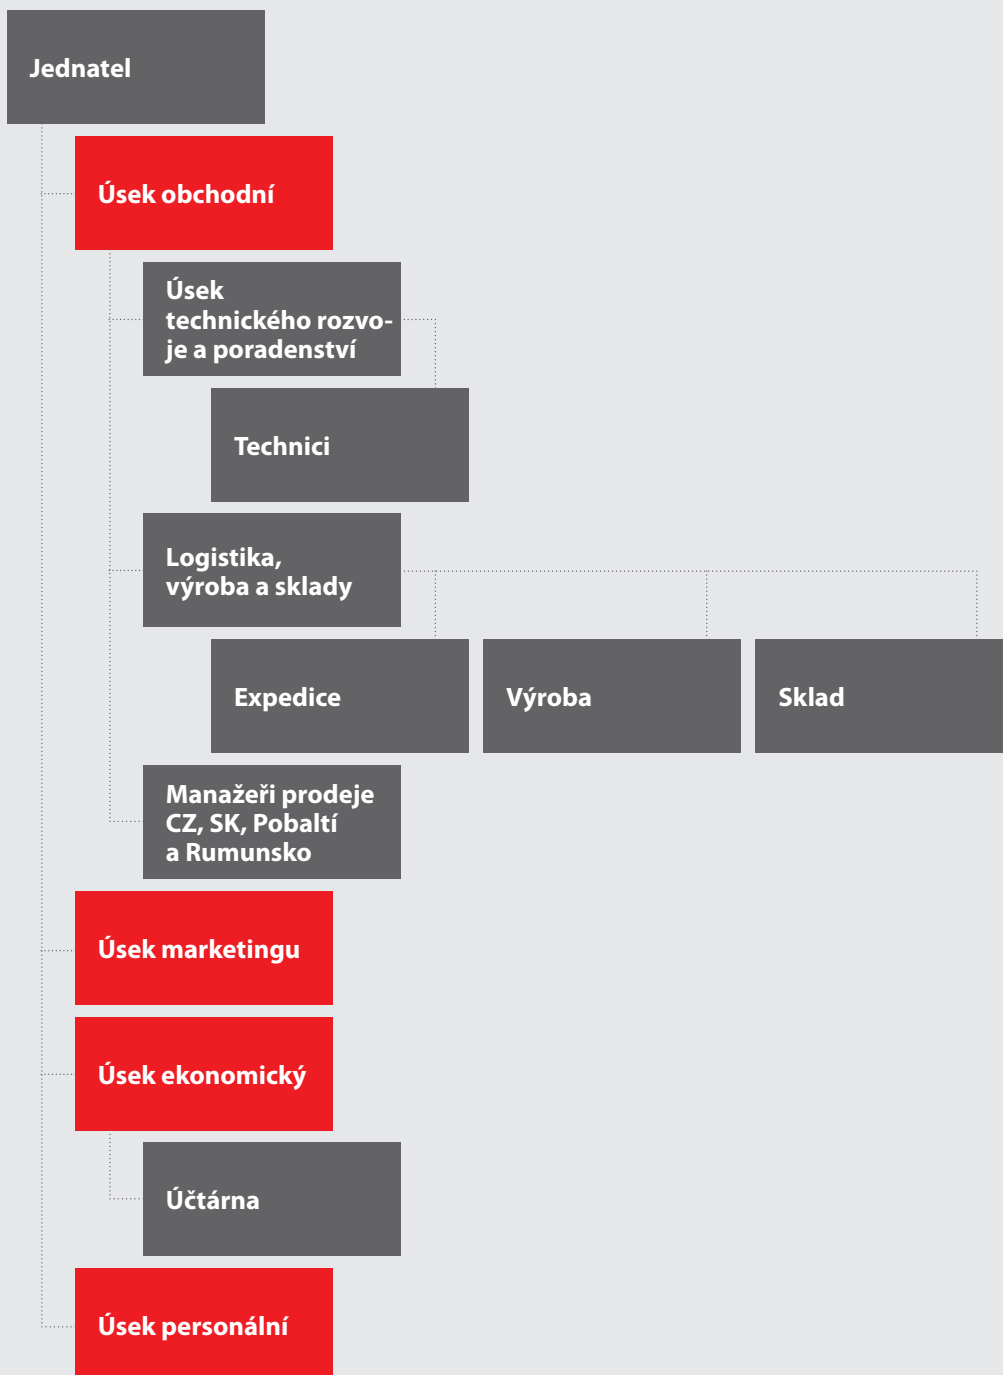 Jednatel
Úsek obchodní
Úsek
technického rozvo-
je a poradenství
Technici
Logistika,
výroba a sklady
Expedice
Výroba
Sklad
Manažeři prodeje
CZ, SK, Pobaltí
a Rumunsko
Úsek marketingu
Úsek ekonomický
Účtárna
Úsek personální